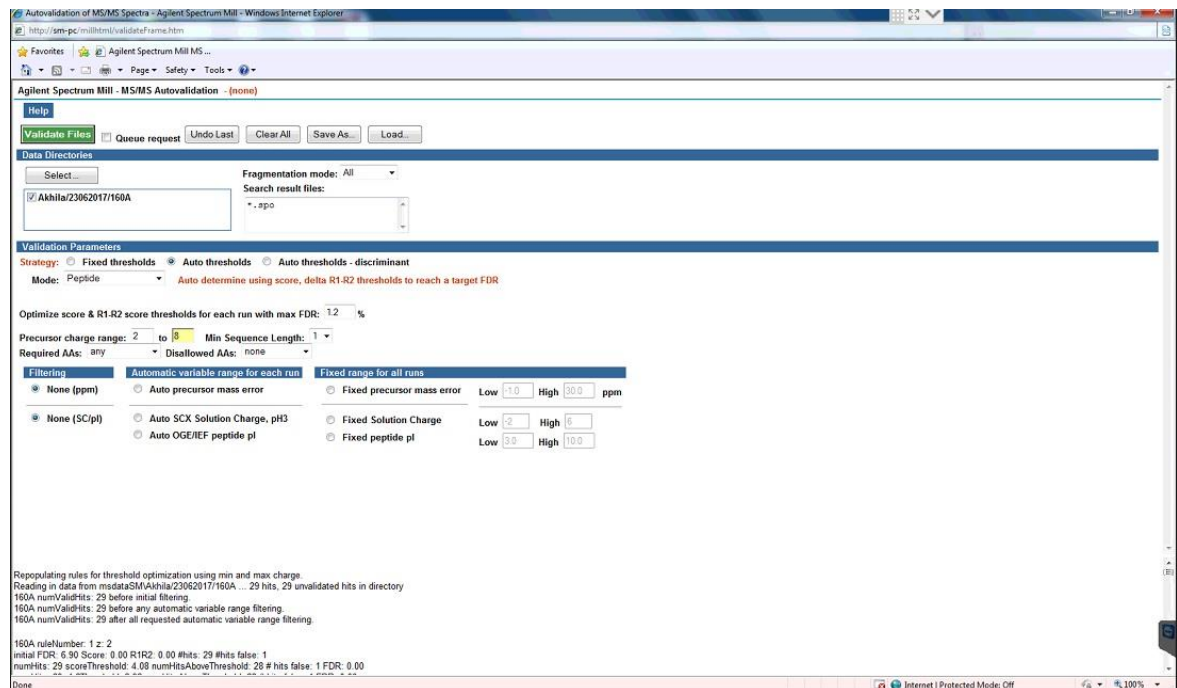 Autovalidation of MS/MS Spectra - Agilent Spectrum Mill - Windows Internet Explorer
http://sm-pc/millhtml/validateFrame.htm
Favorites Agilent Spectrum Mill MS ...
Page Safety Tools
Agilent Spectrum Mill - MS/MS Autovalidation - (none)
Help
Validate Files Queue request Undo Last Clear All Save As... Load...
Data Directories
Select... Fragmentation mode: All
Search result files:
Akhila/23062017/160A *.spo
Validation Parameters
Strategy: Fixed thresholds Auto thresholds Auto thresholds - discriminant
Mode: Peptide Auto determine using score, delta R1-R2 thresholds to reach a target FDR
Optimize score & R1-R2 score thresholds for each run with max FDR: 1.2 %
Precursor charge range: 2 to 8 Min Sequence Length: 1
Required AAs: any Disallowed AAs: none
Filtering Automatic variable range for each run Fixed range for all runs
None (ppm) Auto precursor mass error Fixed precursor mass error Low -1.0 High 30.0 ppm
None (SC/pI) Auto SCX Solution Charge, pH3 Fixed Solution Charge Low -2 High 6
Auto OGE/IEF peptide pI Fixed peptide pI Low 3.0 High 10.0
Repopulating rules for threshold optimization using min and max charge.
Reading in data from msdataSM\Akhila/23062017/160A ... 29 hits, 29 unvalidated hits in directory
160A numValidHits: 29 before initial filtering.
160A numValidHits: 29 before any automatic variable range filtering.
160A numValidHits: 29 after all requested automatic variable range filtering.
160A ruleNumber: 1 z: 2
initial FDR: 6.90 Score: 0.00 R1R2: 0.00 #hits: 29 #hits false: 1
numHits: 29 scoreThreshold: 4.08 numHitsAboveThreshold: 28 # hits false: 1 FDR: 0.00
Done Internet | Protected Mode: Off 100%